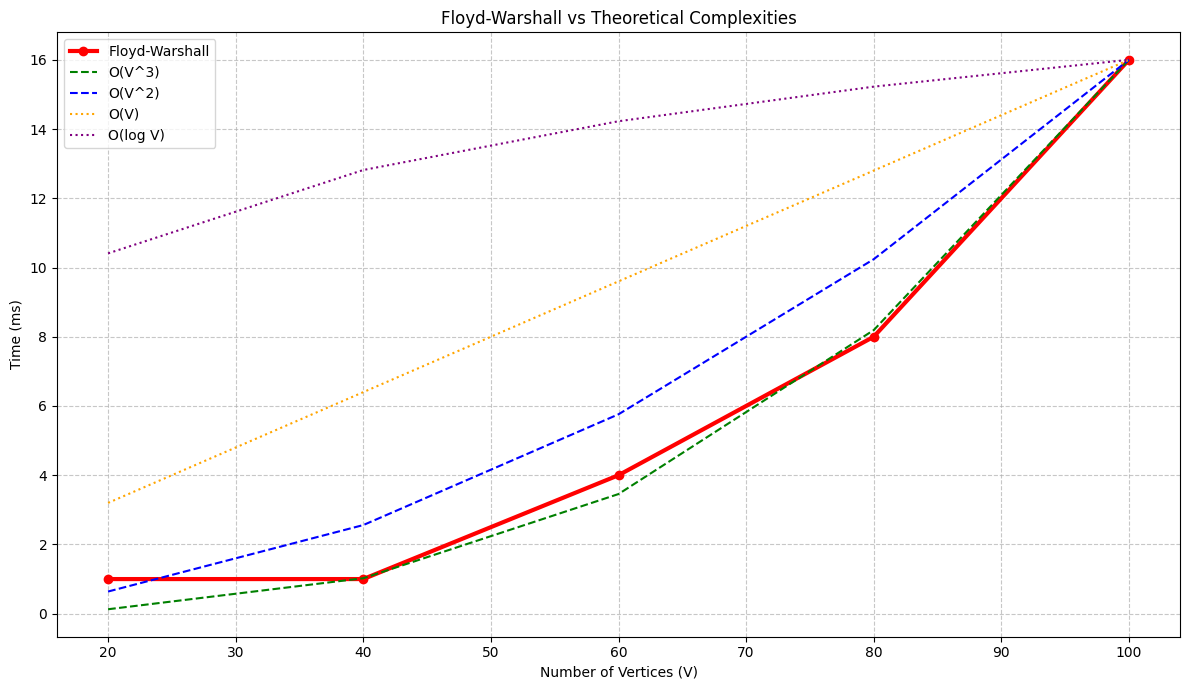 Floyd-Warshall vs Theoretical Complexities
Floyd-Warshall
O(V^3)
O(V^2)
O(V)
O(log V)
Time (ms)
16
14
12
10
8
6
4
2
0
20 30 40 50 60 70 80 90 100
Number of Vertices (V)